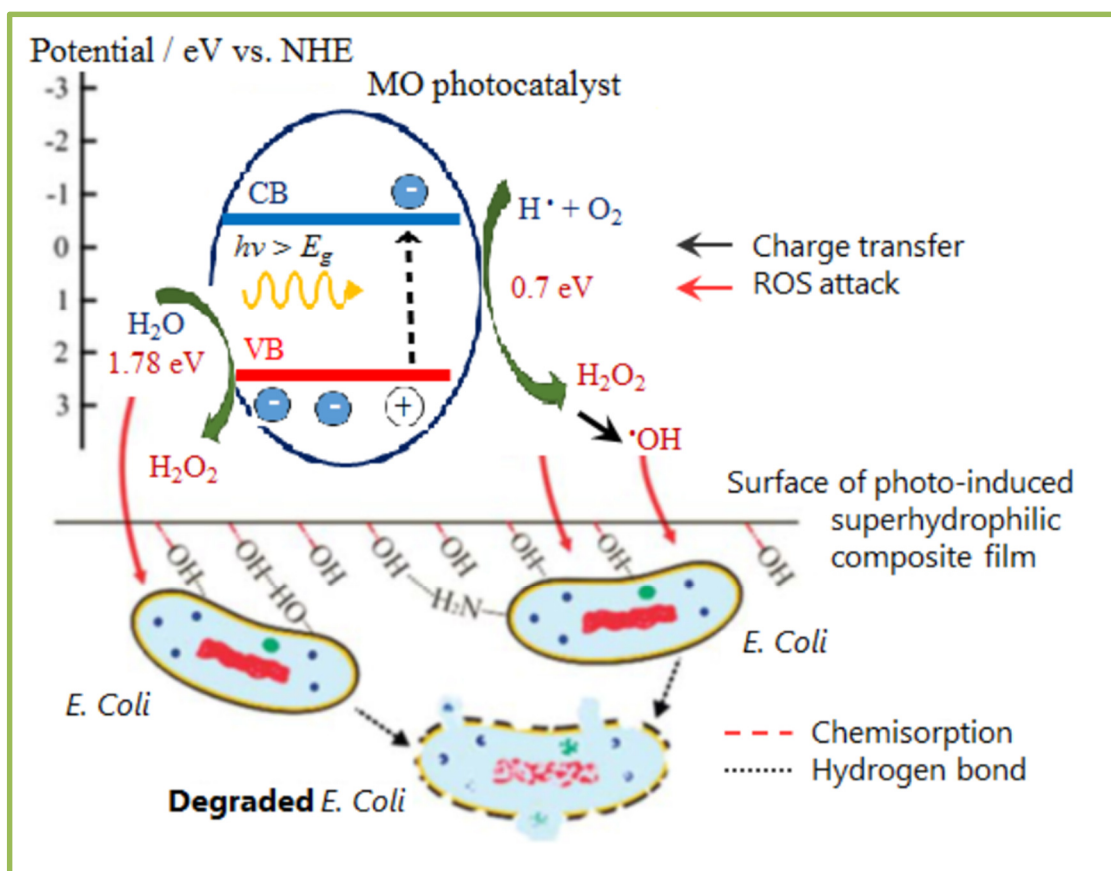 Potential / eV vs. NHE
MO photocatalyst
-3
-2
-1
0
1
2
3
CB
-
hν > E_g
VB
- - +
H• + O₂
0.7 eV
H₂O₂
•OH
H₂O
1.78 eV
H₂O₂
Charge transfer
ROS attack
Surface of photo-induced
superhydrophilic
composite film
OH
OH-HO
OH
OH
H₂N
OH
OH
OH
OH
E. Coli
E. Coli
Degraded E. Coli
Chemisorption
Hydrogen bond